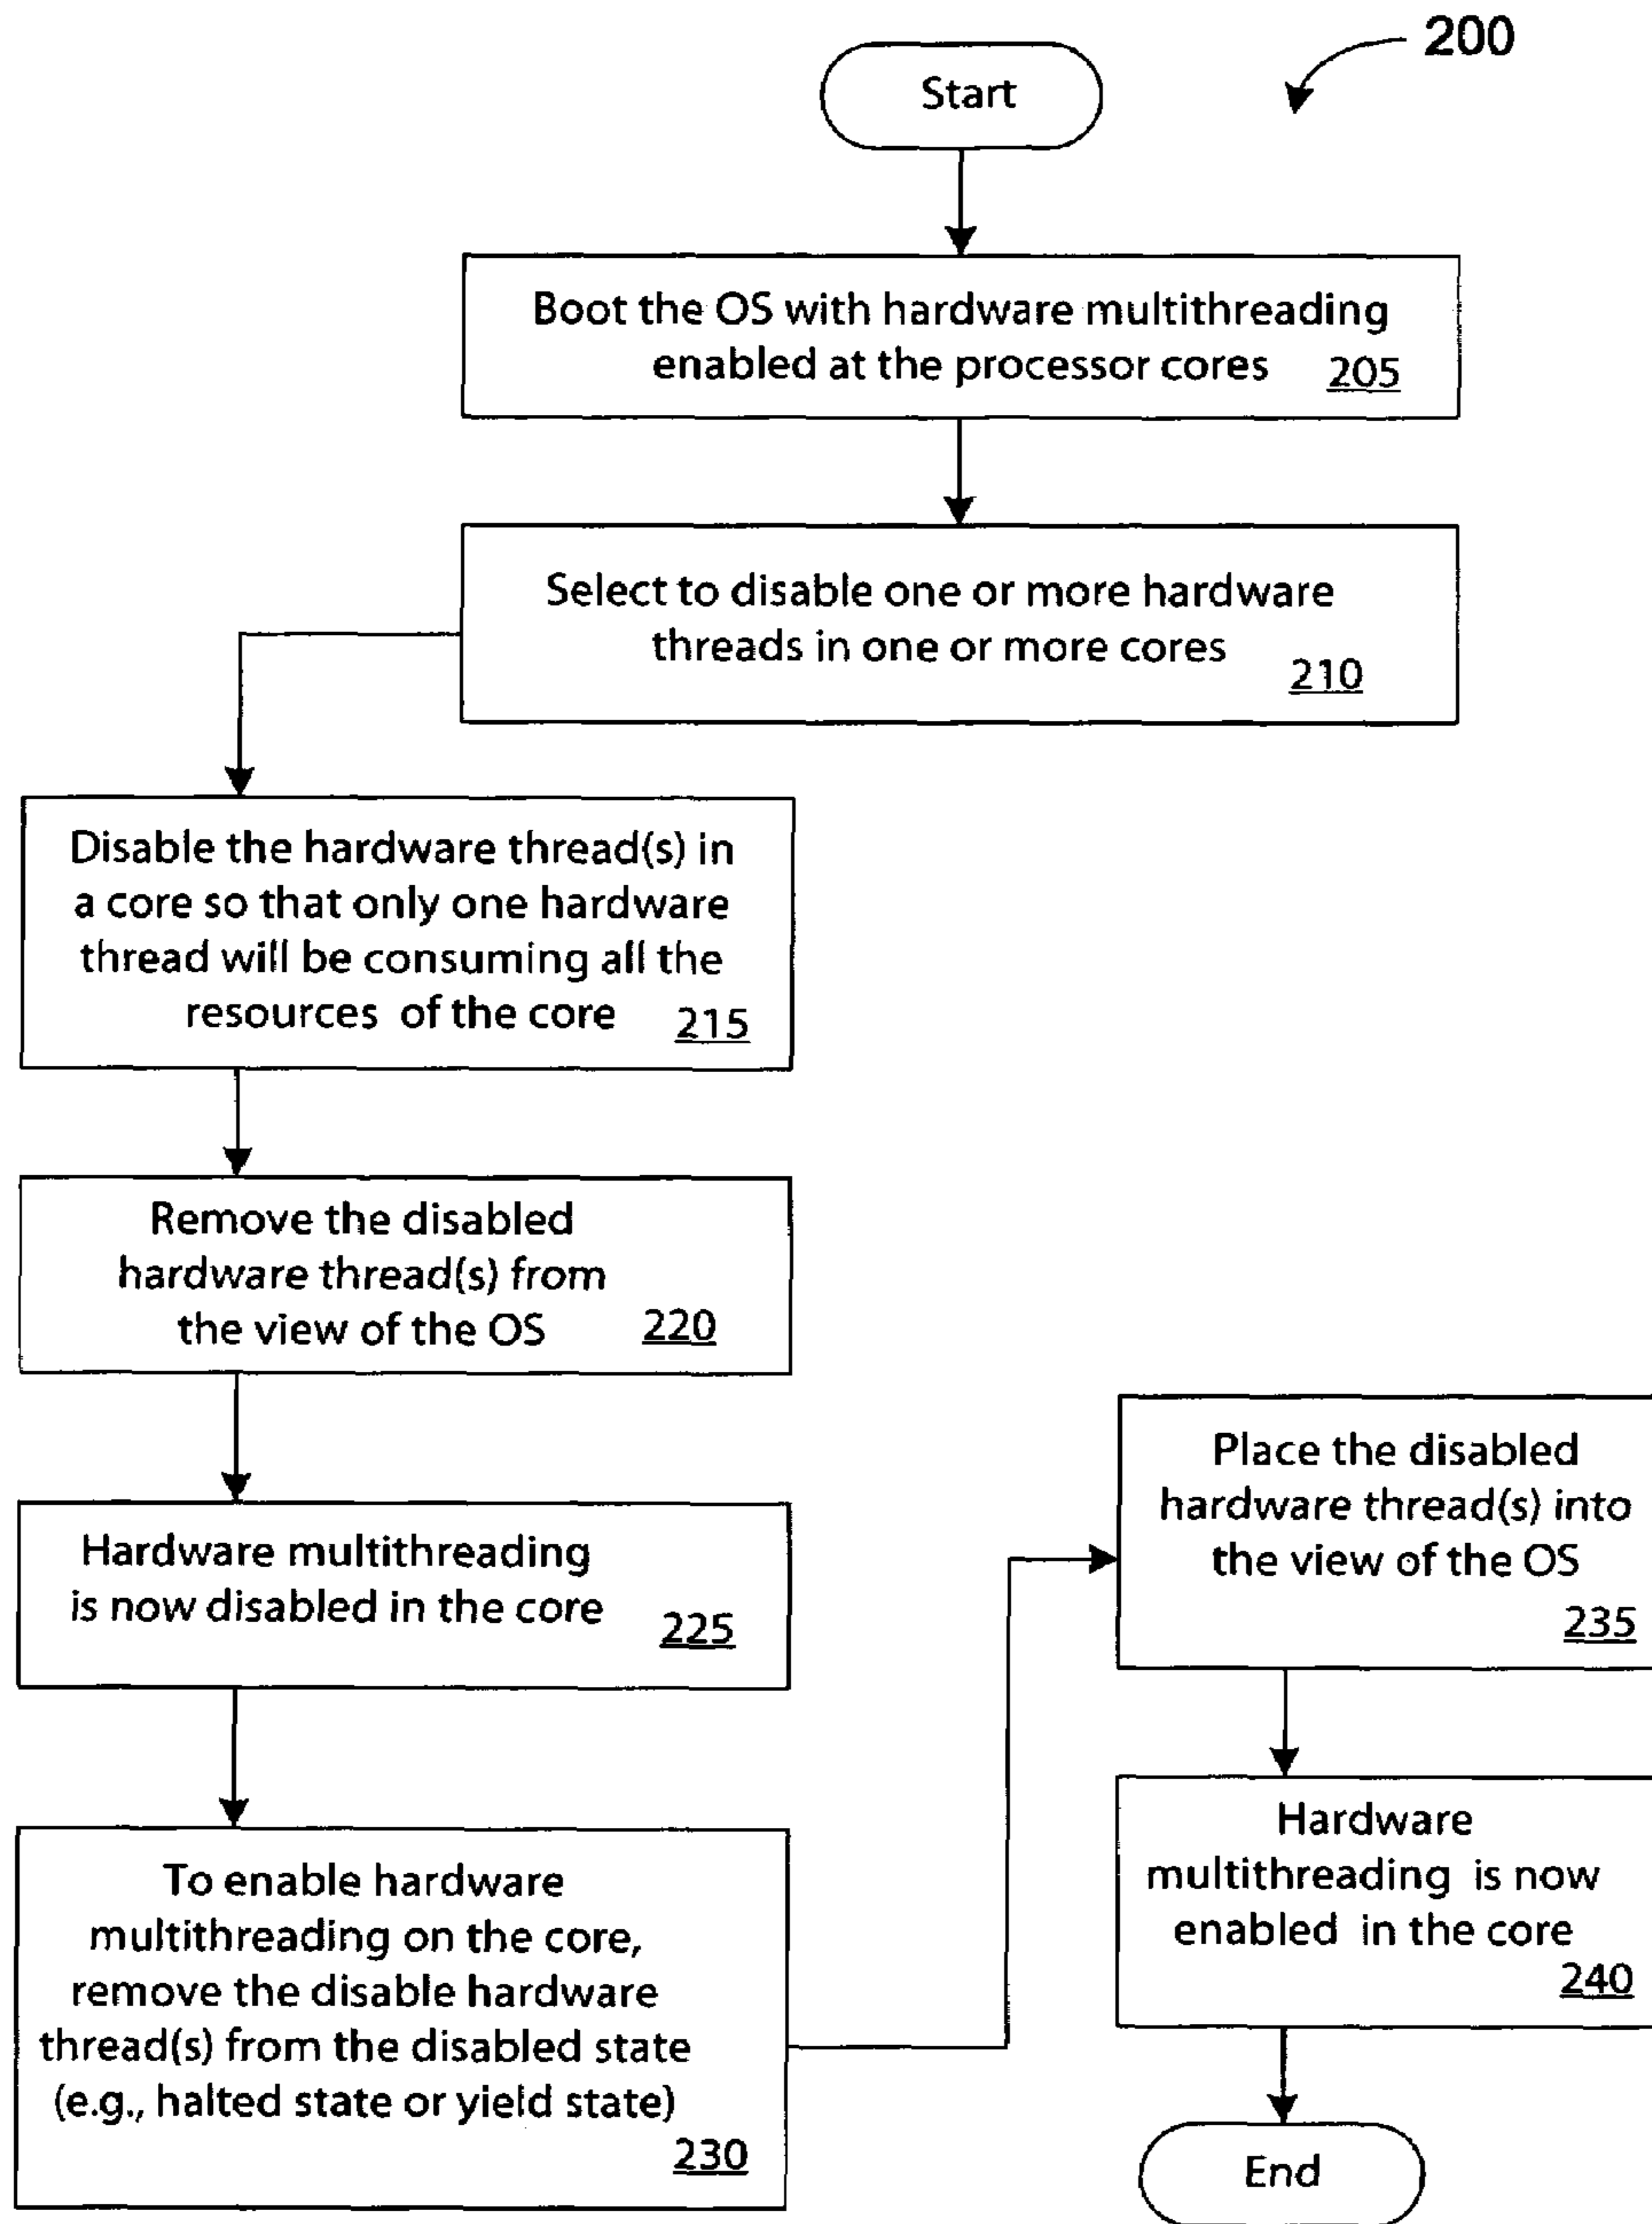 200
Start
Boot the OS with hardware multithreading
enabled at the processor cores 205
Select to disable one or more hardware
threads in one or more cores
210
Disable the hardware thread(s) in
a core so that only one hardware
thread will be consuming all the
resources of the core 215
Remove the disabled
hardware thread(s) from
the view of the OS 220
Hardware multithreading
is now disabled in the core 225
To enable hardware
multithreading on the core,
remove the disable hardware
thread(s) from the disabled state
(e.g., halted state or yield state)
230
Place the disabled
hardware thread(s) into
the view of the OS
235
Hardware
multithreading is now
enabled in the core
240
End